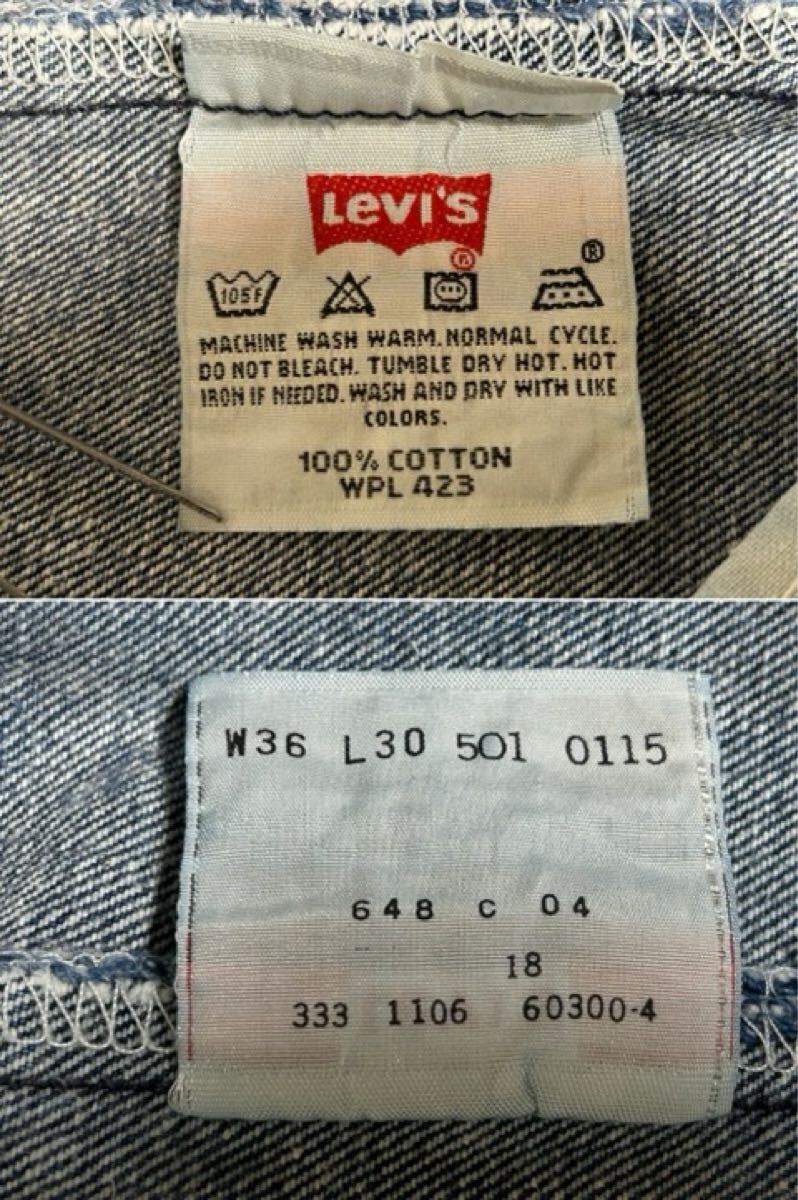 LEVI'S
®
®
105F
MACHINE WASH WARM. NORMAL CYCLE.
DO NOT BLEACH. TUMBLE DRY HOT. HOT
IRON IF NEEDED. WASH AND DRY WITH LIKE
COLORS.
100% COTTON
WPL 423
W36 L30 501 0115
648 C 04
18
333 1106 60300-4